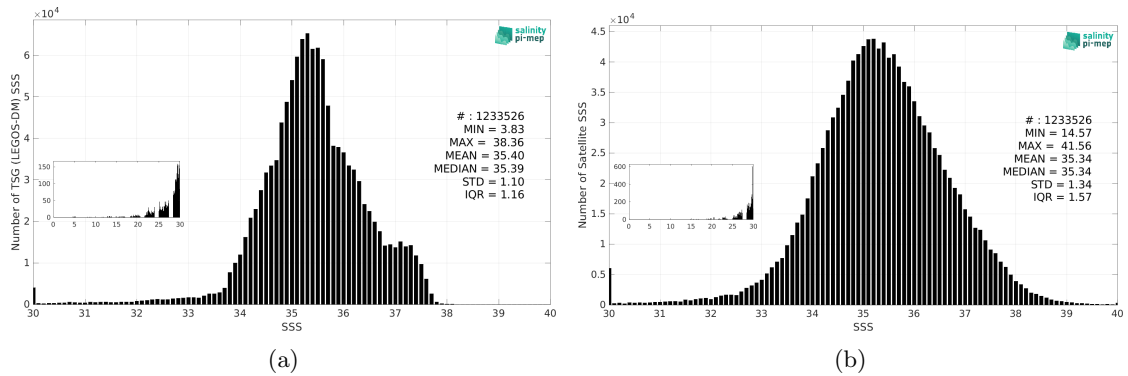 ×10⁴
salinity
pi-mep
# : 1233526
MIN = 3.83
MAX = 38.36
MEAN = 35.40
MEDIAN = 35.39
STD = 1.10
IQR = 1.16
Number of TSG (LEGOS-DM) SSS
6
5
4
3
2
1
0
150
100
50
0
0 5 10 15 20 25 30
30 31 32 33 34 35 36 37 38 39 40
SSS
(a)
×10⁴
salinity
pi-mep
# : 1233526
MIN = 14.57
MAX = 41.56
MEAN = 35.34
MEDIAN = 35.34
STD = 1.34
IQR = 1.57
Number of Satellite SSS
4.5
4
3.5
3
2.5
2
1.5
1
0.5
0
600
400
200
0
0 5 10 15 20 25 30
30 31 32 33 34 35 36 37 38 39 40
SSS
(b)